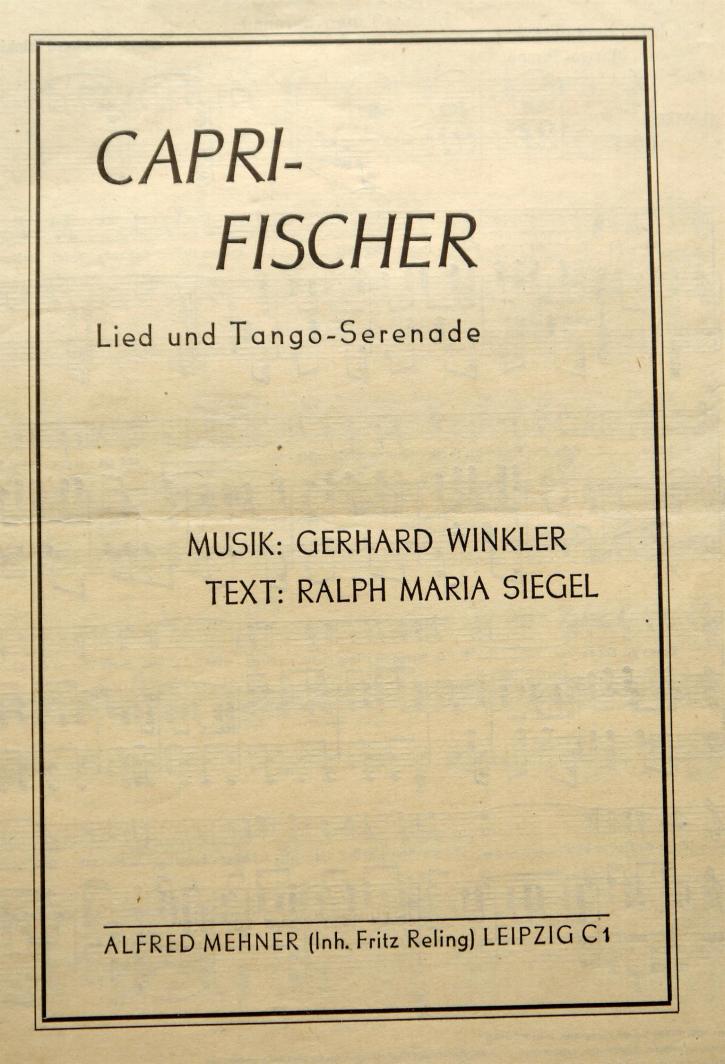 CAPRI-
FISCHER
Lied und Tango-Serenade
MUSIK: GERHARD WINKLER
TEXT: RALPH MARIA SIEGEL
ALFRED MEHNER (Inh. Fritz Reling) LEIPZIG C1